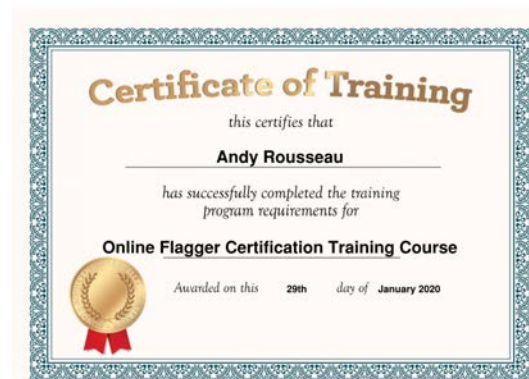 Certificate of Training
this certifies that
Andy Rousseau
has successfully completed the training
program requirements for
Online Flagger Certification Training Course
Awarded on this 29th day of January 2020